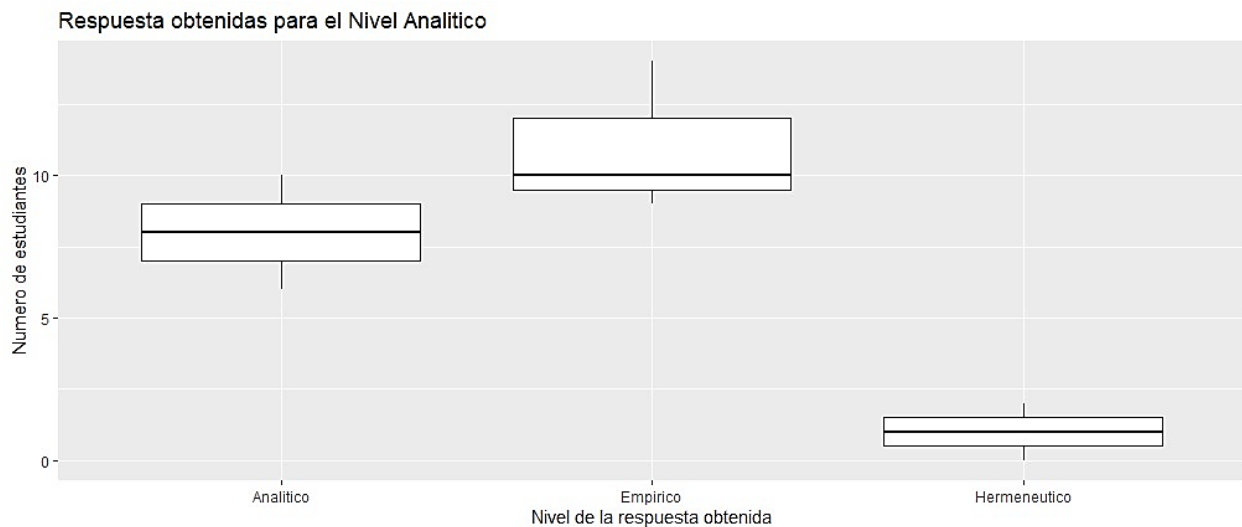 Respuesta obtenidas para el Nivel Analitico
Numero de estudiantes
10
5
0
Analitico
Empirico
Hermeneutico
Nivel de la respuesta obtenida